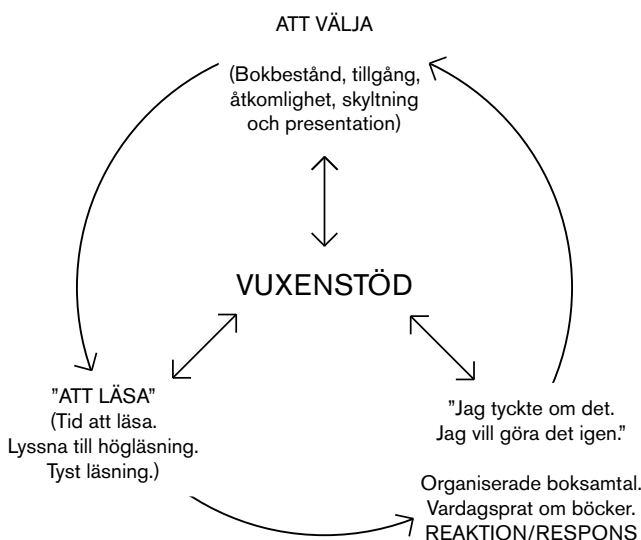 ATT VÄLJA
(Bokbestånd, tillgång,
åtkomlighet, skyltning
och presentation)
VUXENSTÖD
”ATT LÄSA”
(Tid att läsa.
Lyssna till högläsning.
Tyst läsning.)
”Jag tyckte om det.
Jag vill göra det igen.”
Organiserade boksamtal.
Vardagsprat om böcker.
REAKTION/RESPONS